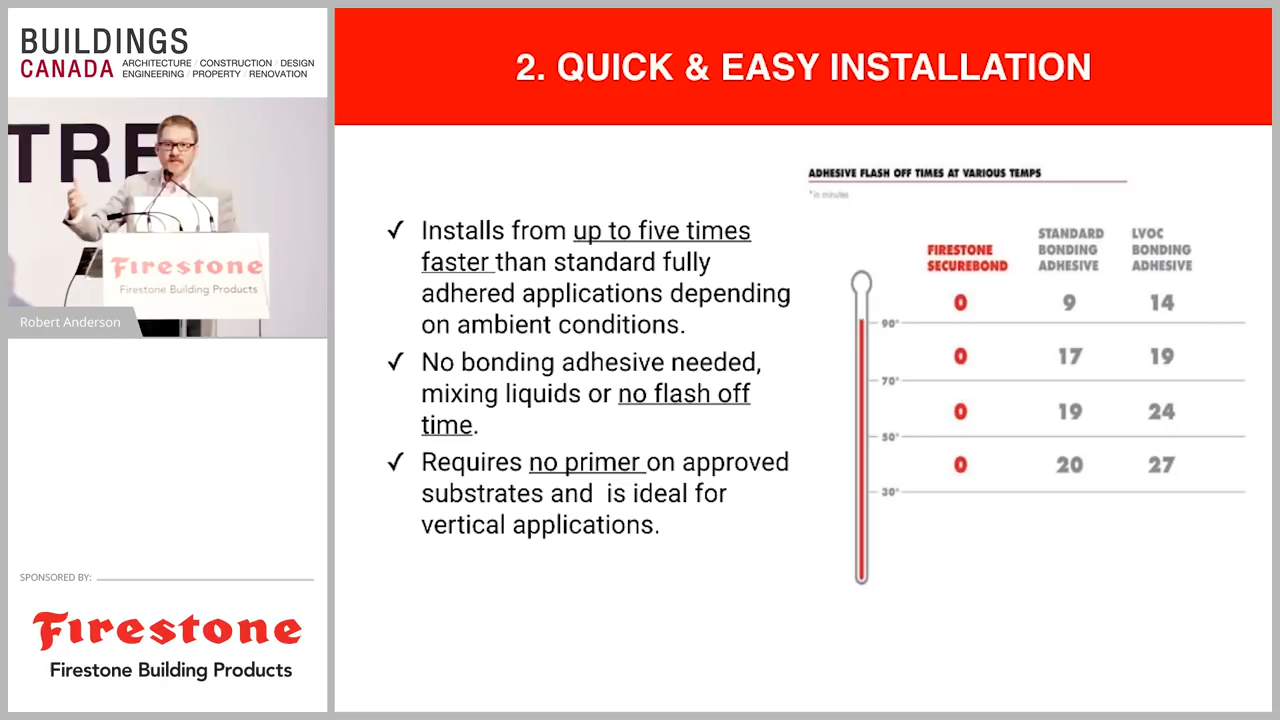 BUILDINGS
CANADA
ARCHITECTURE / CONSTRUCTION / DESIGN
ENGINEERING / PROPERTY / RENOVATION
TRE
Firestone
Firestone Building Products
Robert Anderson
SPONSORED BY:
Firestone
Firestone Building Products
2. QUICK & EASY INSTALLATION
✓ Installs from up to five times
faster than standard fully
adhered applications depending
on ambient conditions.
✓ No bonding adhesive needed,
mixing liquids or no flash off
time.
✓ Requires no primer on approved
substrates and  is ideal for
vertical applications.
ADHESIVE FLASH OFF TIMES AT VARIOUS TEMPS
*in minutes
FIRESTONE
SECUREBOND
STANDARD
BONDING
ADHESIVE
LVOC
BONDING
ADHESIVE
0 9 14
90°
0 17 19
70°
0 19 24
50°
0 20 27
30°